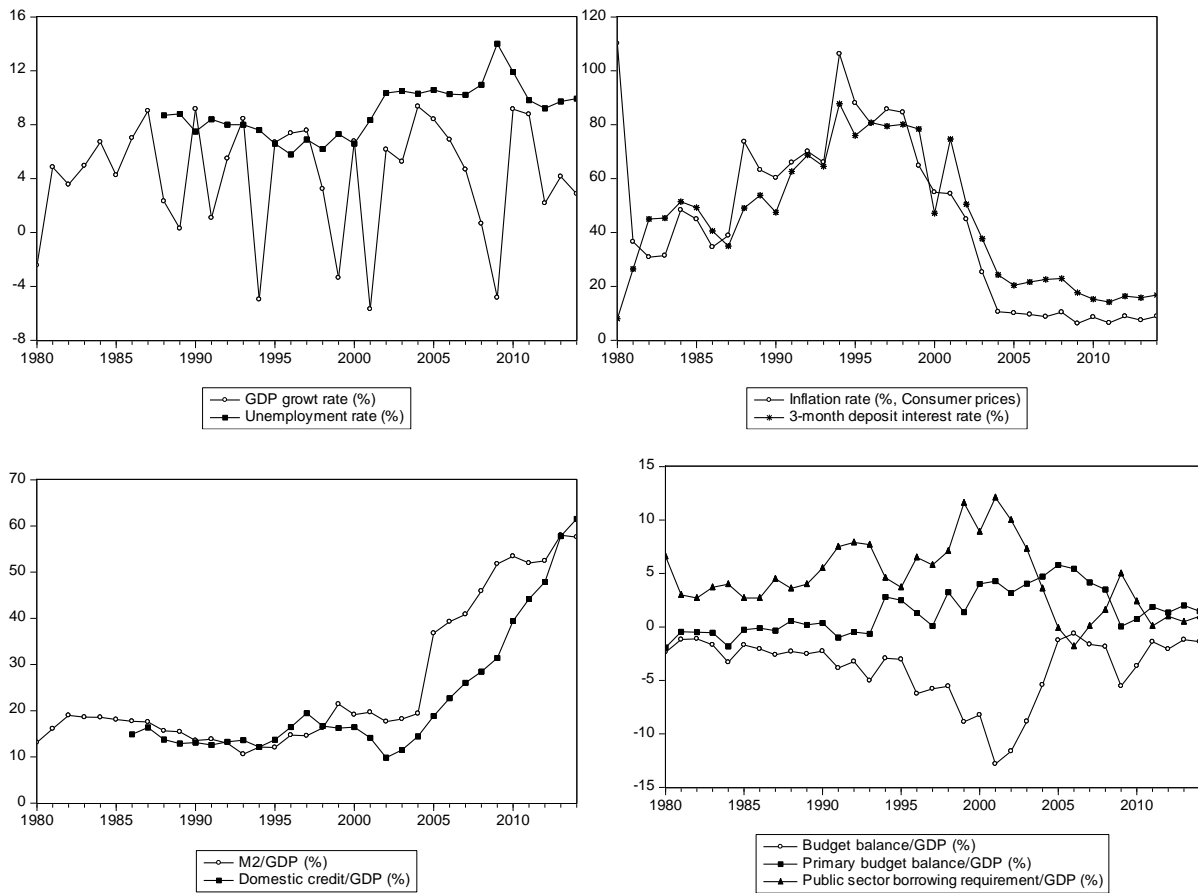 16
12
8
4
0
-4
-8
1980 1985 1990 1995 2000 2005 2010
GDP growt rate (%)
Unemployment rate (%)
120
100
80
60
40
20
0
1980 1985 1990 1995 2000 2005 2010
Inflation rate (%, Consumer prices)
3-month deposit interest rate (%)
70
60
50
40
30
20
10
0
1980 1985 1990 1995 2000 2005 2010
M2/GDP (%)
Domestic credit/GDP (%)
15
10
5
0
-5
-10
-15
1980 1985 1990 1995 2000 2005 2010
Budget balance/GDP (%)
Primary budget balance/GDP (%)
Public sector borrowing requirement/GDP (%)